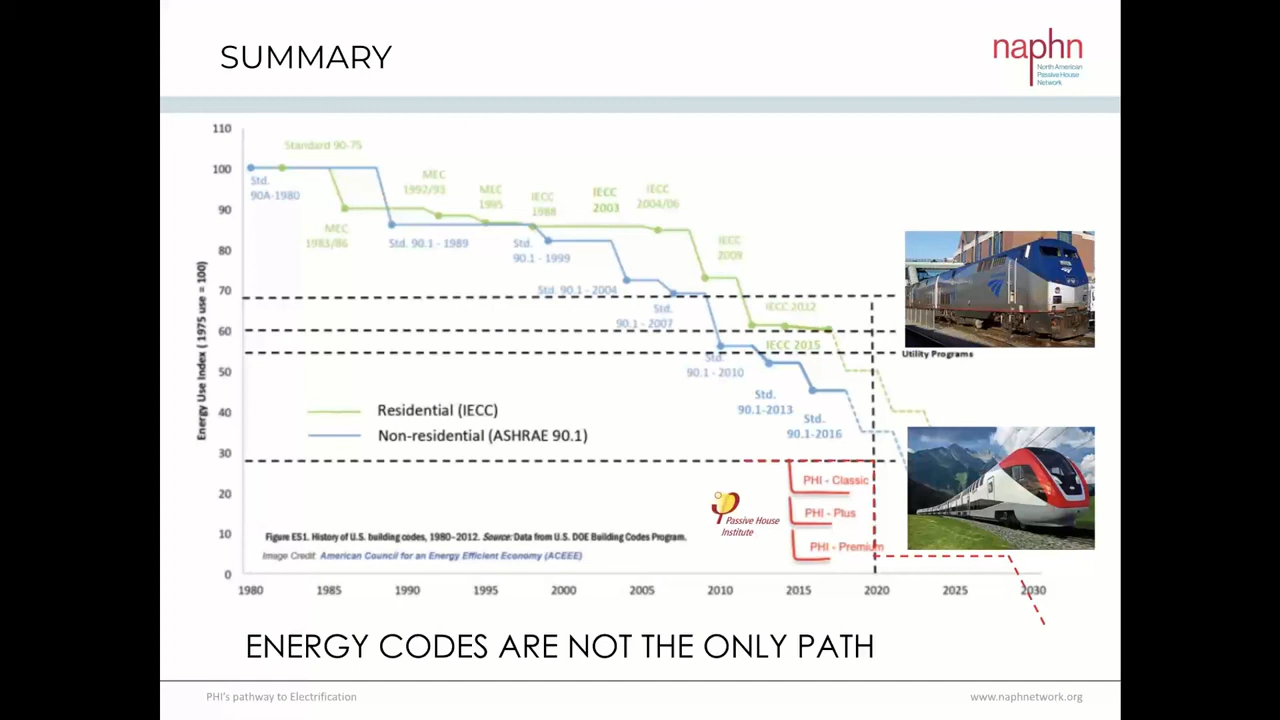 SUMMARY
naphn
North American
Passive House
Network
110
100
90
80
70
60
50
40
30
20
10
0
Energy Use Index ( 1975 use = 100)
Standard 90-75
Std.
90A-1980
MEC
1983/86
MEC
1992/93
Std. 90.1 - 1989
MEC
1995
IECC
1988
Std.
90.1 - 1999
IECC
2003
IECC
2004/06
Std. 90.1 - 2004
Std.
90.1 - 2007
IECC
2009
Std.
90.1 - 2010
IECC 2012
IECC 2015
Std.
90.1-2013
Std.
90.1-2016
Utility Programs
Residential (IECC)
Non-residential (ASHRAE 90.1)
PHI - Classic
PHI - Plus
PHI - Premium
Passive House
Institute
Figure ES1. History of U.S. building codes, 1980–2012. Source: Data from U.S. DOE Building Codes Program.
Image Credit: American Council for an Energy Efficient Economy (ACEEE)
1980
1985
1990
1995
2000
2005
2010
2015
2020
2025
2030
ENERGY CODES ARE NOT THE ONLY PATH
PHI's pathway to Electrification
www.naphnetwork.org